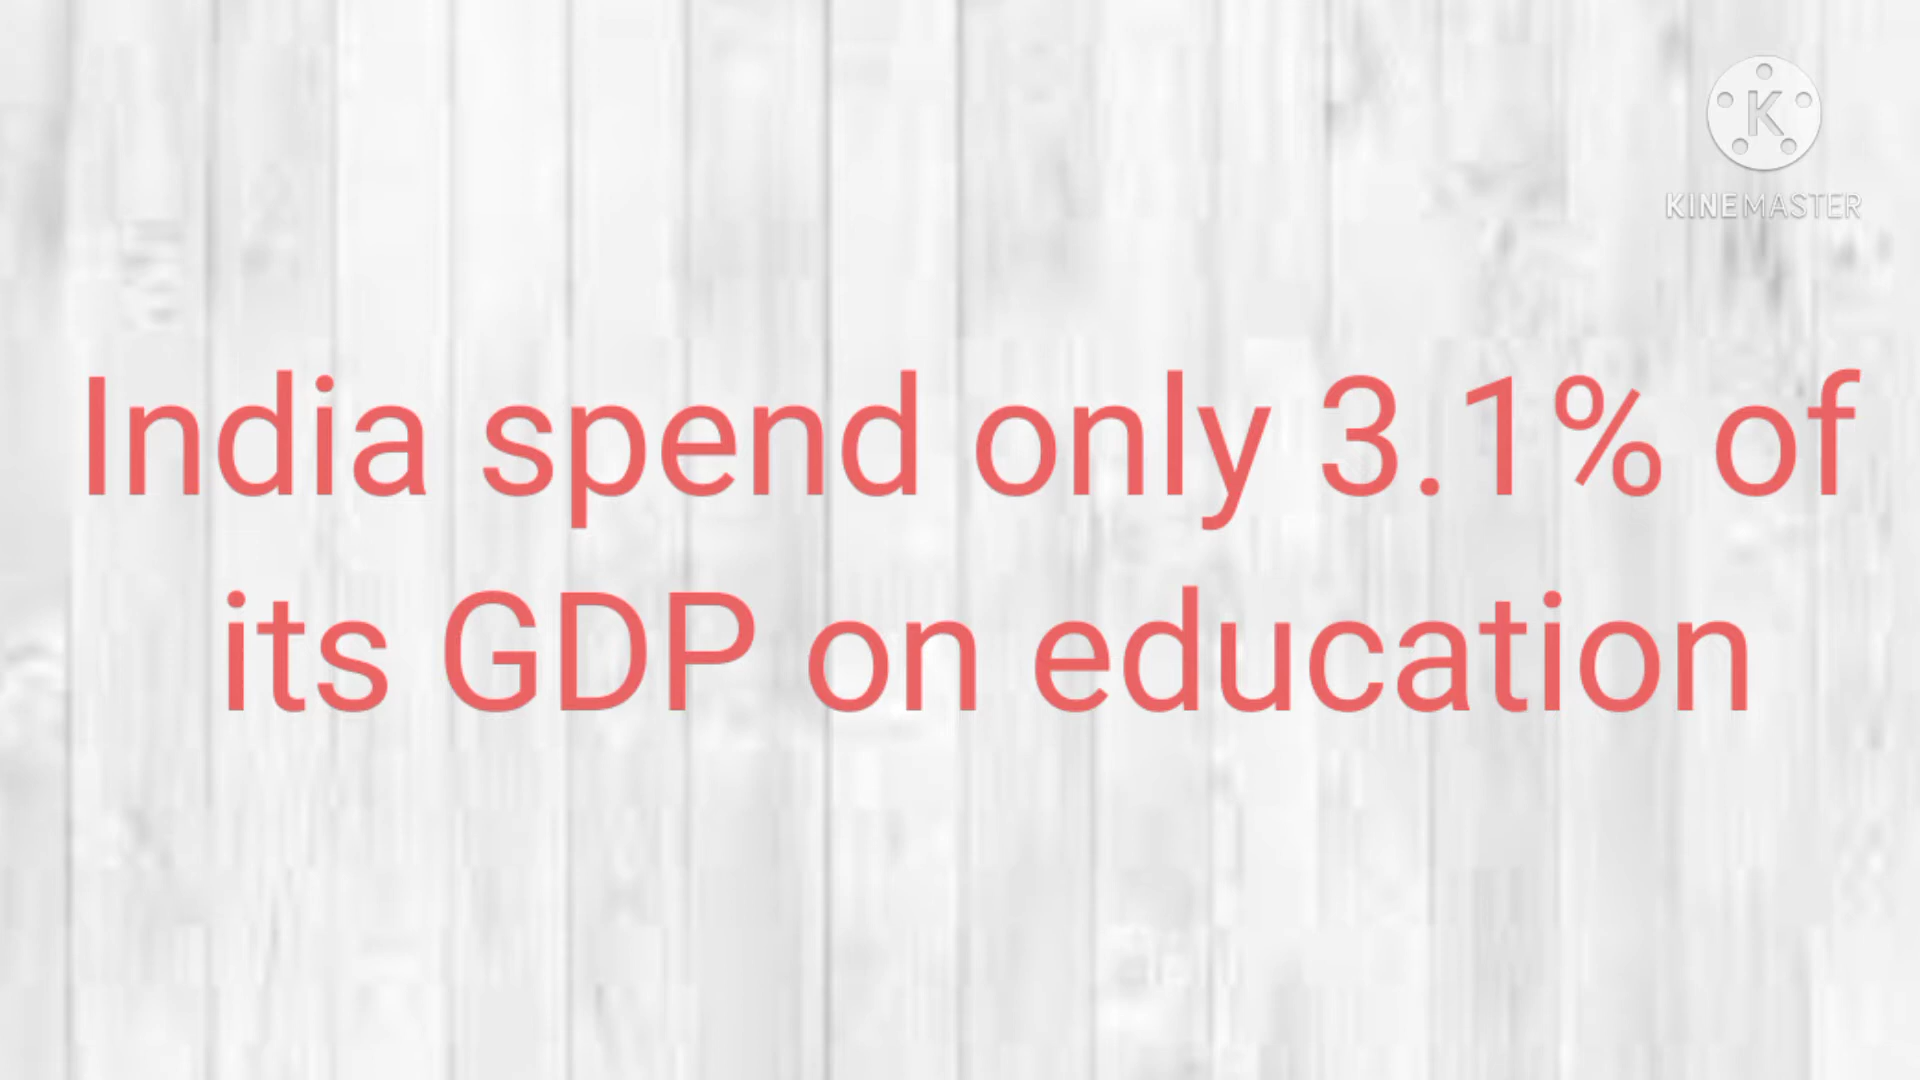 K
KINEMASTER
India spend only 3.1% of
its GDP on education